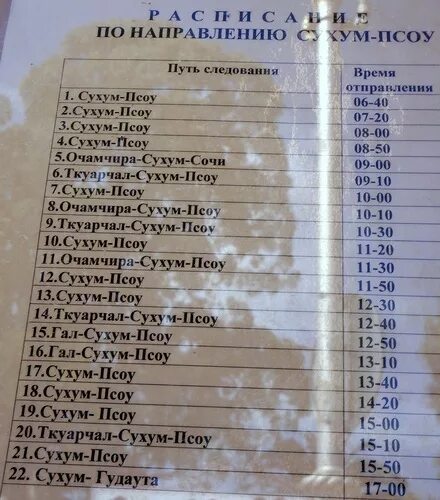 РАСПИСАНИЕ
ПО НАПРАВЛЕНИЮ СУХУМ-ПСОУ
Путь следования Время отправления
1. Сухум-Псоу 06-40
2.Сухум-Псоу 07-20
3.Сухум-Псоу 08-00
4.Сухум-Псоу 08-50
5.Очамчира-Сухум-Сочи 09-00
6.Ткуарчал-Сухум-Псоу 09-10
7.Сухум-Псоу 10-00
8.Очамчира-Сухум-Псоу 10-10
9.Ткуарчал-Сухум-Псоу 10-30
10.Сухум-Псоу 11-20
11.Очамчира-Сухум-Псоу 11-30
12.Сухум-Псоу 11-50
13.Сухум-Псоу 12-30
14.Ткуарчал-Сухум-Псоу 12-40
15.Гал-Сухум-Псоу 12-50
16.Гал-Сухум-Псоу 13-10
17.Сухум-Псоу 13-40
18.Сухум-Псоу 14-20
19.Сухум- Псоу 15-00
20.Ткуарчал-Сухум-Псоу 15-10
21.Сухум-Псоу 15-50
22. Сухум- Гудаута 17-00